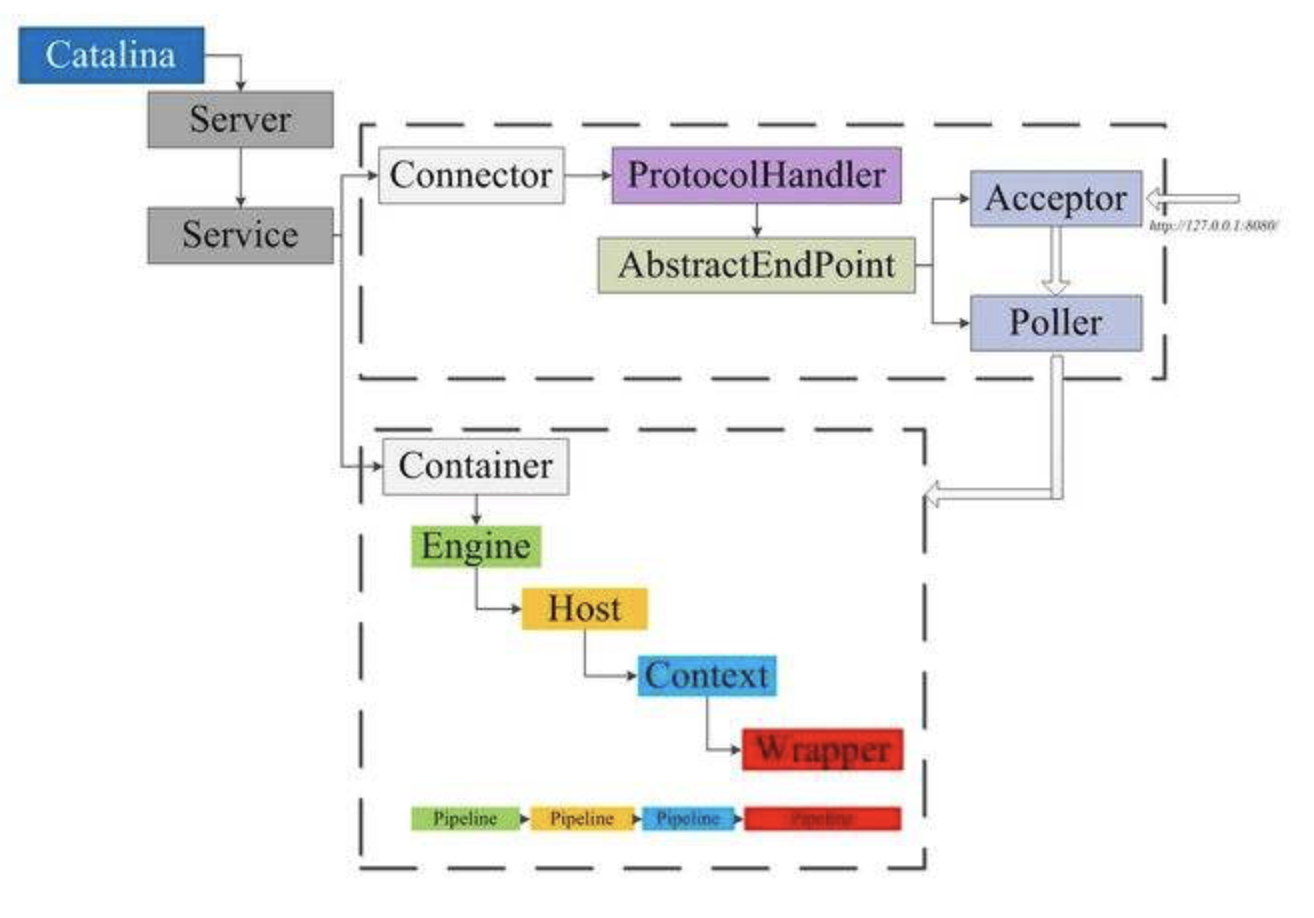 Catalina
Server
Service
Connector
ProtocolHandler
AbstractEndPoint
Acceptor
http://127.0.0.1:8080/
Poller
Container
Engine
Host
Context
Wrapper
Pipeline Pipeline Pipeline Pipeline